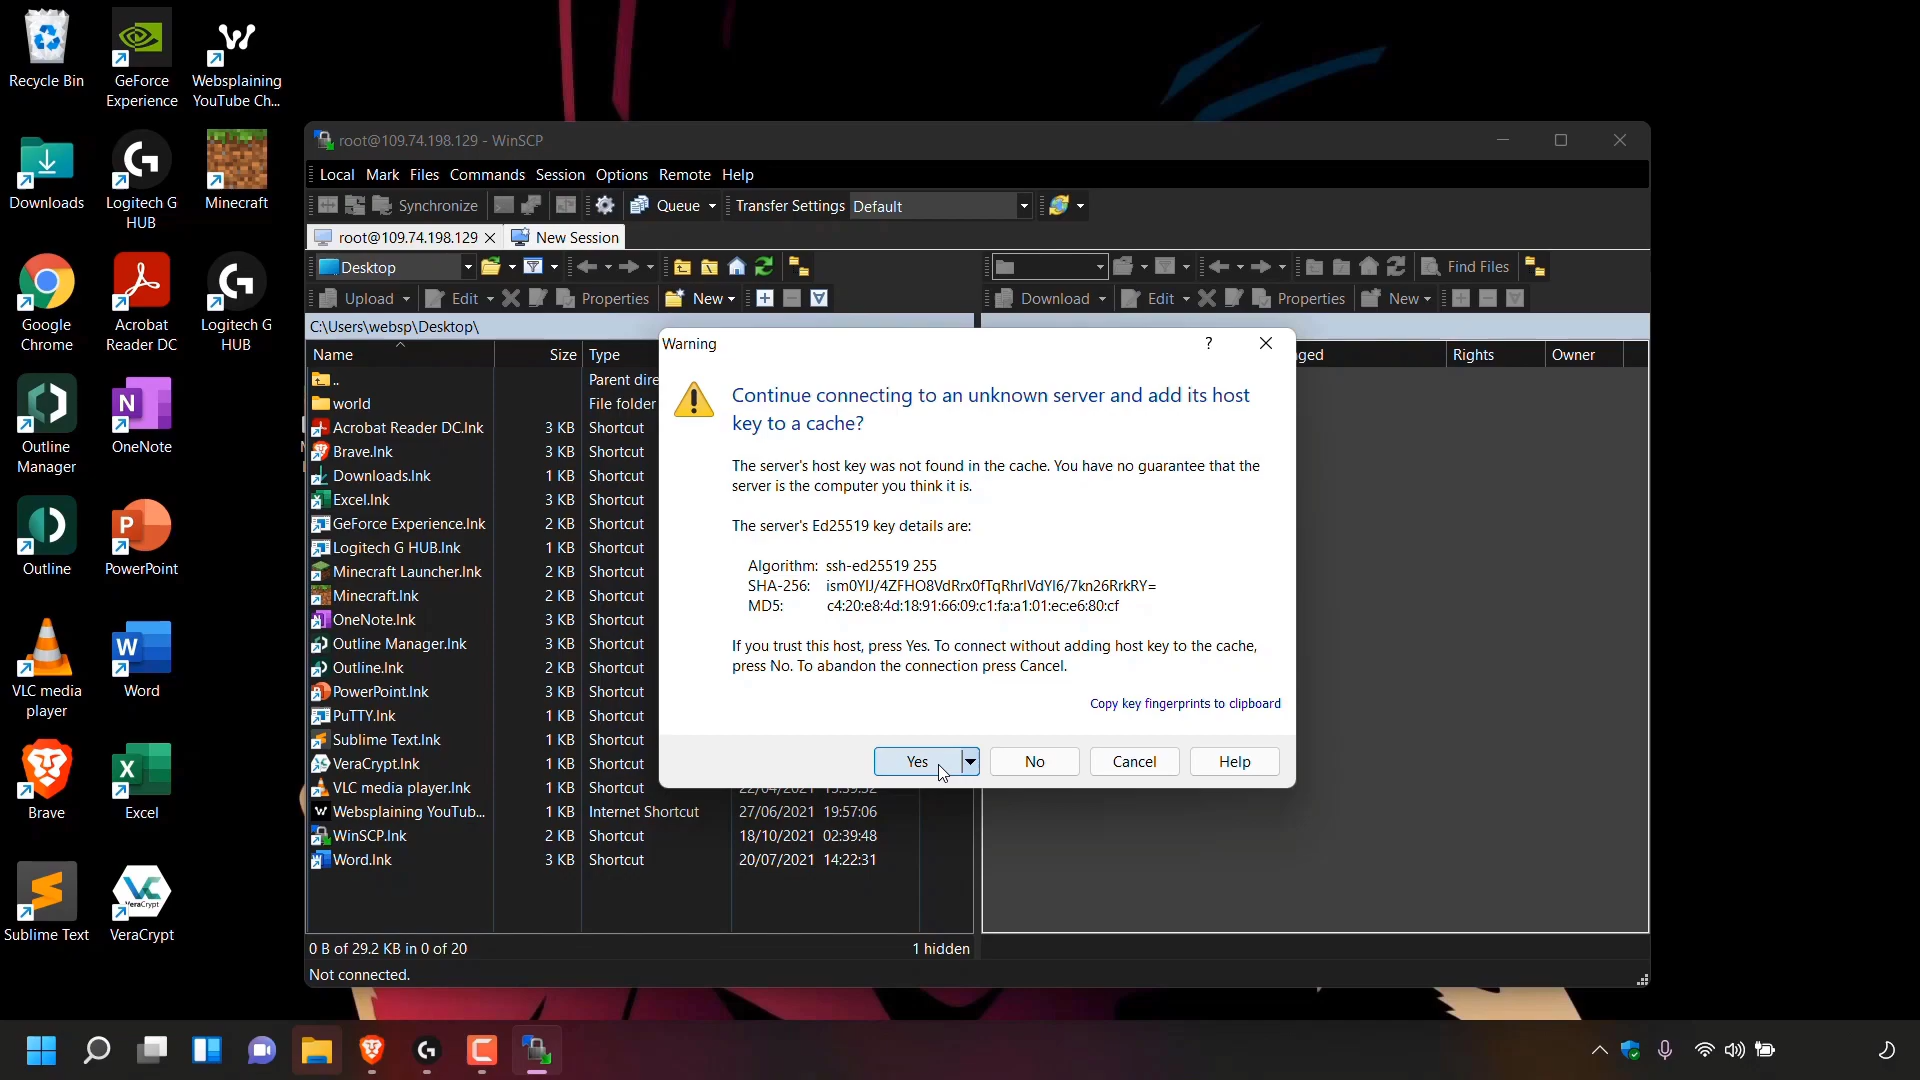 Recycle Bin
GeForce
Experience
Websplaining
YouTube Ch...
Downloads
Logitech G
HUB
Minecraft
Google
Chrome
Acrobat
Reader DC
Logitech G
HUB
Outline
Manager
OneNote
Outline
PowerPoint
VLC media
player
Word
Brave
Excel
Sublime Text
VeraCrypt
root@109.74.198.129 - WinSCP
Local Mark Files Commands Session Options Remote Help
Synchronize Queue Transfer Settings Default
root@109.74.198.129 New Session
Desktop Find Files
Upload Edit Properties New Download Edit Properties New
C:\Users\websp\Desktop\
Name Size Type ged Rights Owner
.. Parent dire
world File folder
Acrobat Reader DC.lnk 3 KB Shortcut
Brave.lnk 3 KB Shortcut
Downloads.lnk 1 KB Shortcut
Excel.lnk 3 KB Shortcut
GeForce Experience.lnk 2 KB Shortcut
Logitech G HUB.lnk 1 KB Shortcut
Minecraft Launcher.lnk 2 KB Shortcut
Minecraft.lnk 2 KB Shortcut
OneNote.lnk 3 KB Shortcut
Outline Manager.lnk 3 KB Shortcut
Outline.lnk 2 KB Shortcut
PowerPoint.lnk 3 KB Shortcut
PuTTY.lnk 1 KB Shortcut
Sublime Text.lnk 1 KB Shortcut
VeraCrypt.lnk 1 KB Shortcut
VLC media player.lnk 1 KB Shortcut
Websplaining YouTub... 1 KB Internet Shortcut 27/06/2021 19:57:06
WinSCP.lnk 2 KB Shortcut 18/10/2021 02:39:48
Word.lnk 3 KB Shortcut 20/07/2021 14:22:31
0 B of 29.2 KB in 0 of 20 1 hidden
Not connected.
Warning
Continue connecting to an unknown server and add its host
key to a cache?
The server's host key was not found in the cache. You have no guarantee that the
server is the computer you think it is.
The server's Ed25519 key details are:
Algorithm: ssh-ed25519 255
SHA-256: ism0YlJ/4ZFHO8VdRrx0fTqRhrlVdYl6/7kn26RrkRY=
MD5: c4:20:e8:4d:18:91:66:09:c1:fa:a1:01:ec:e6:80:cf
If you trust this host, press Yes. To connect without adding host key to the cache,
press No. To abandon the connection press Cancel.
Copy key fingerprints to clipboard
Yes No Cancel Help